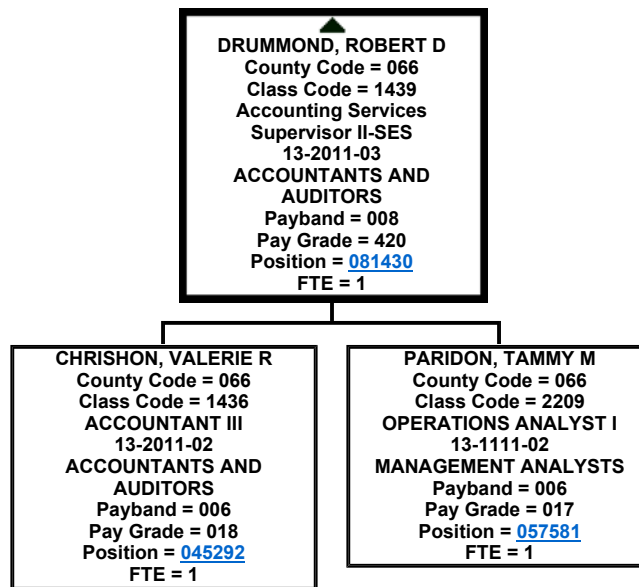 DRUMMOND, ROBERT D
County Code = 066
Class Code = 1439
Accounting Services
Supervisor II-SES
13-2011-03
ACCOUNTANTS AND
AUDITORS
Payband = 008
Pay Grade = 420
Position = 081430
FTE = 1
CHRISHON, VALERIE R
County Code = 066
Class Code = 1436
ACCOUNTANT III
13-2011-02
ACCOUNTANTS AND
AUDITORS
Payband = 006
Pay Grade = 018
Position = 045292
FTE = 1
PARIDON, TAMMY M
County Code = 066
Class Code = 2209
OPERATIONS ANALYST I
13-1111-02
MANAGEMENT ANALYSTS
Payband = 006
Pay Grade = 017
Position = 057581
FTE = 1